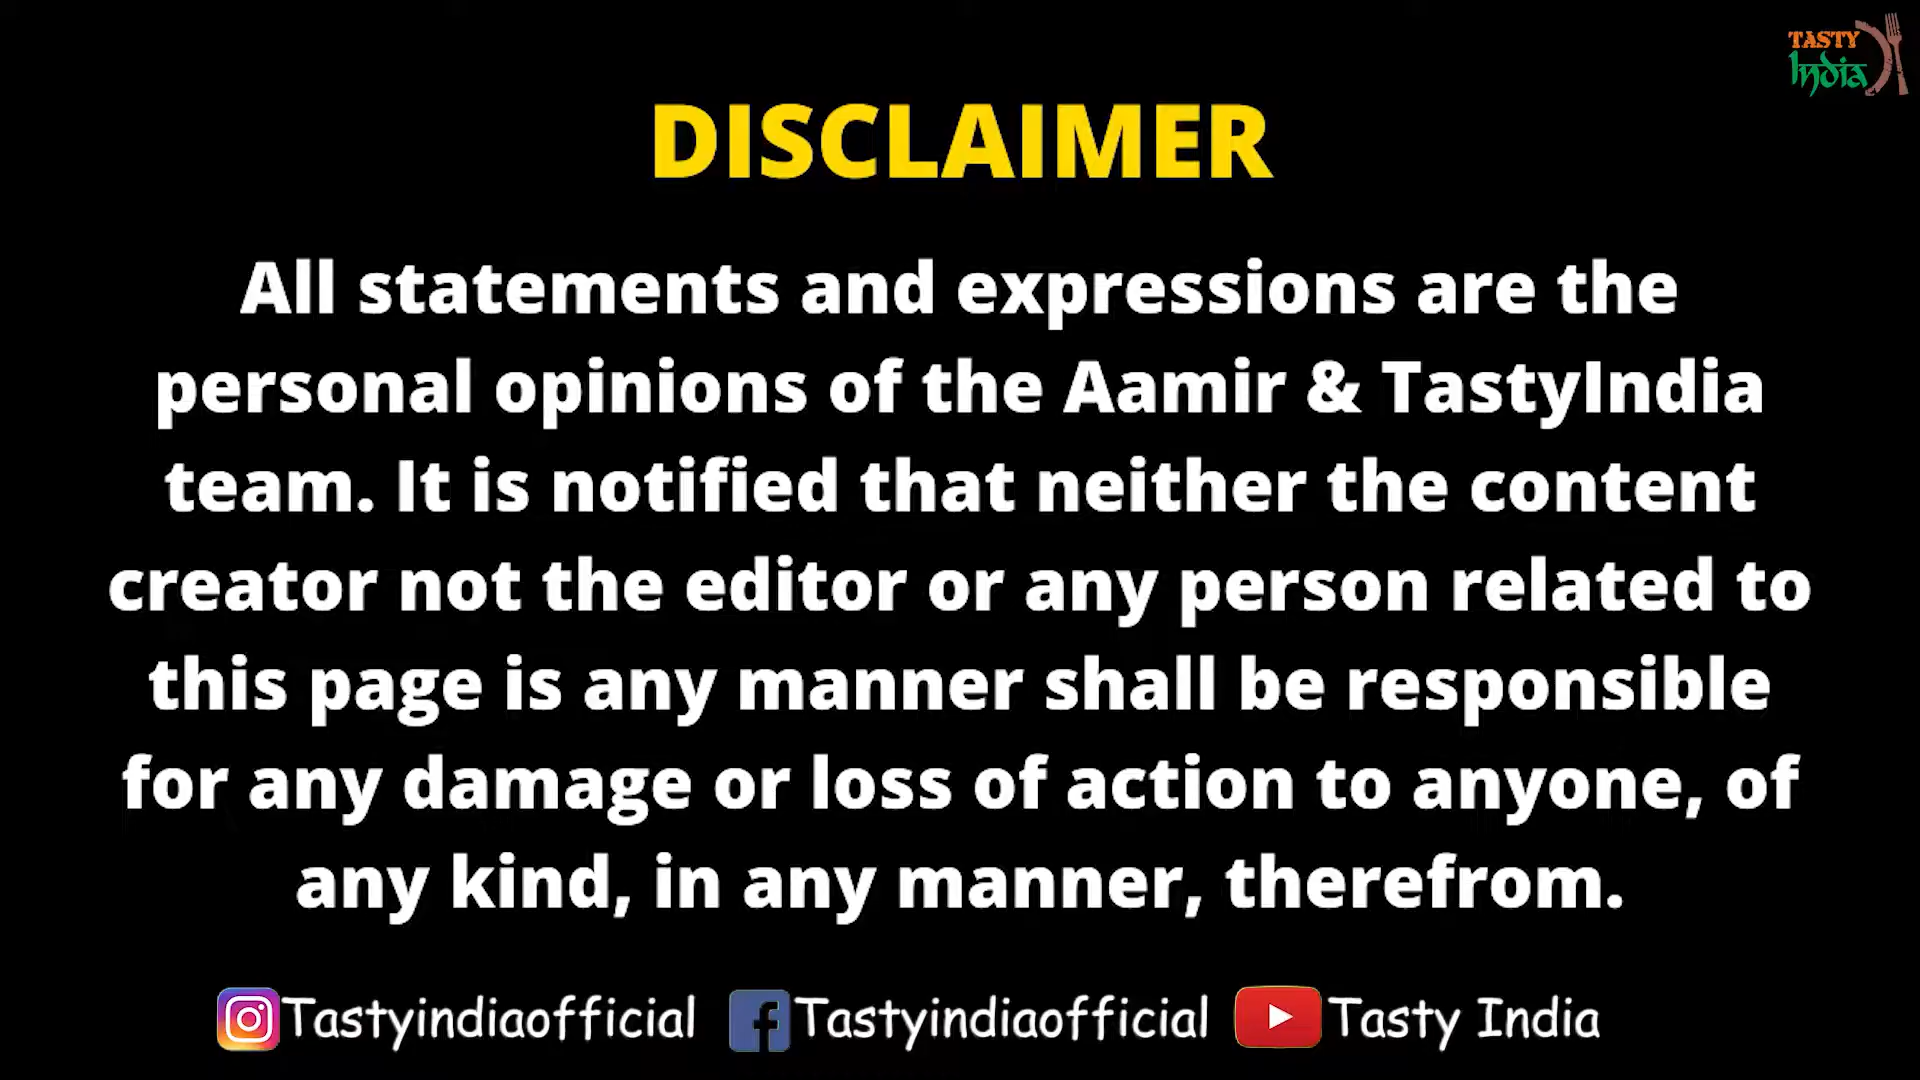 TASTY
India
DISCLAIMER
All statements and expressions are the
personal opinions of the Aamir & TastyIndia
team. It is notified that neither the content
creator not the editor or any person related to
this page is any manner shall be responsible
for any damage or loss of action to anyone, of
any kind, in any manner, therefrom.
Tastyindiaofficial Tastyindiaofficial Tasty India